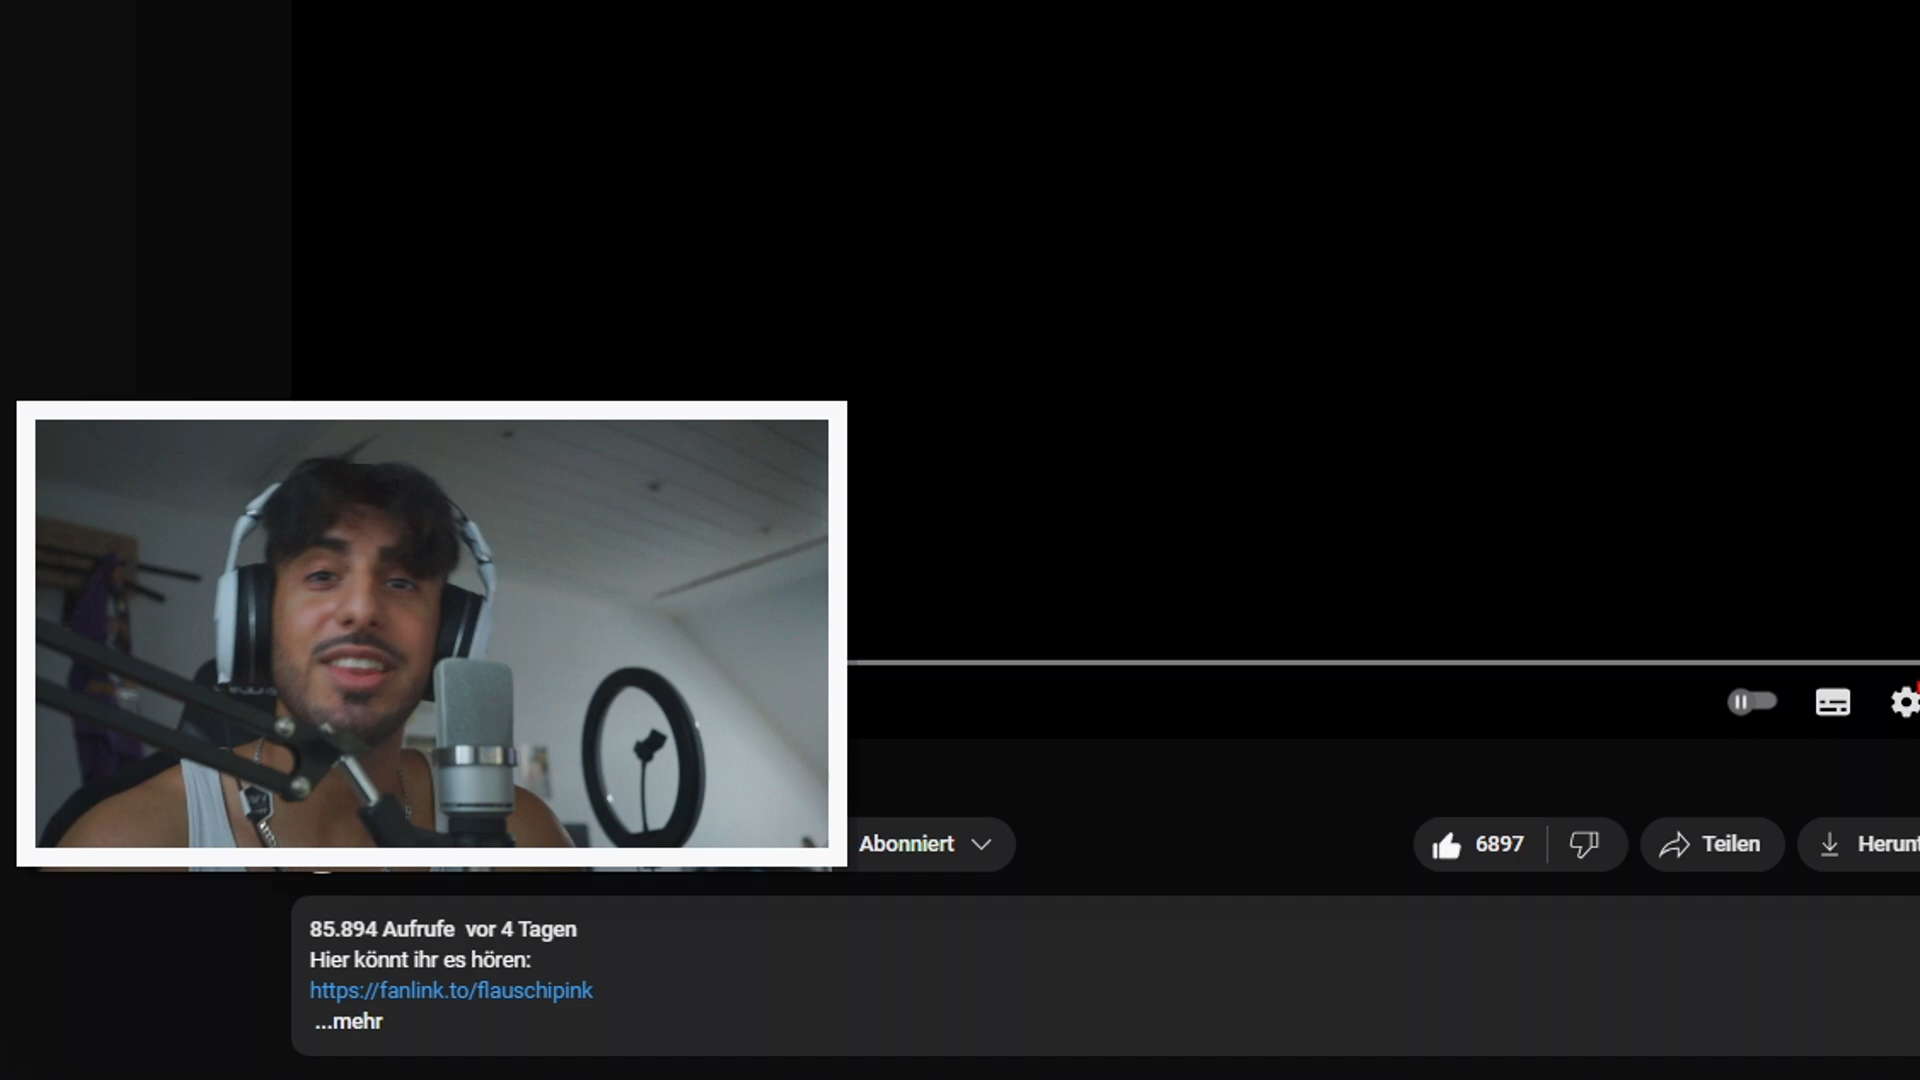 Abonniert
6897
Teilen
Herunt
85.894 Aufrufe vor 4 Tagen
Hier könnt ihr es hören:
https://fanlink.to/flauschipink
...mehr